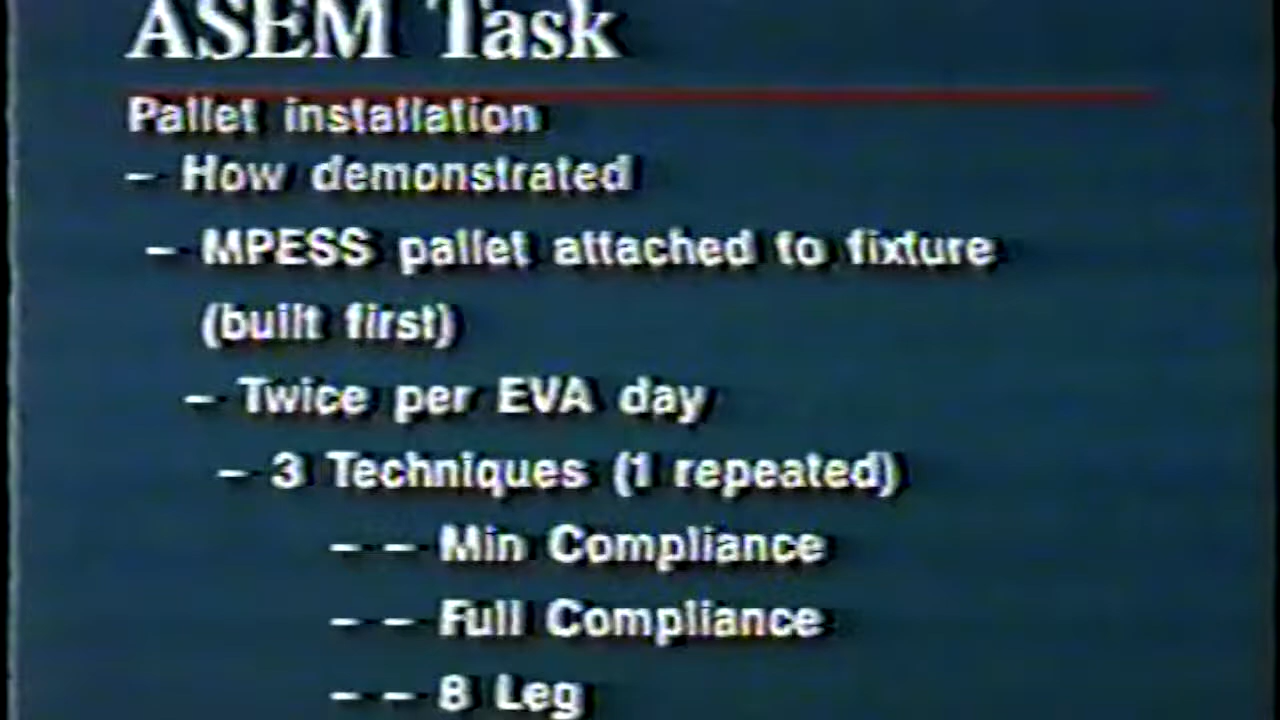 ASEM Task
Pallet installation
– How demonstrated
– MPESS pallet attached to fixture
(built first)
– Twice per EVA day
– 3 Techniques (1 repeated)
– – Min Compliance
– – Full Compliance
– – 8 Leg